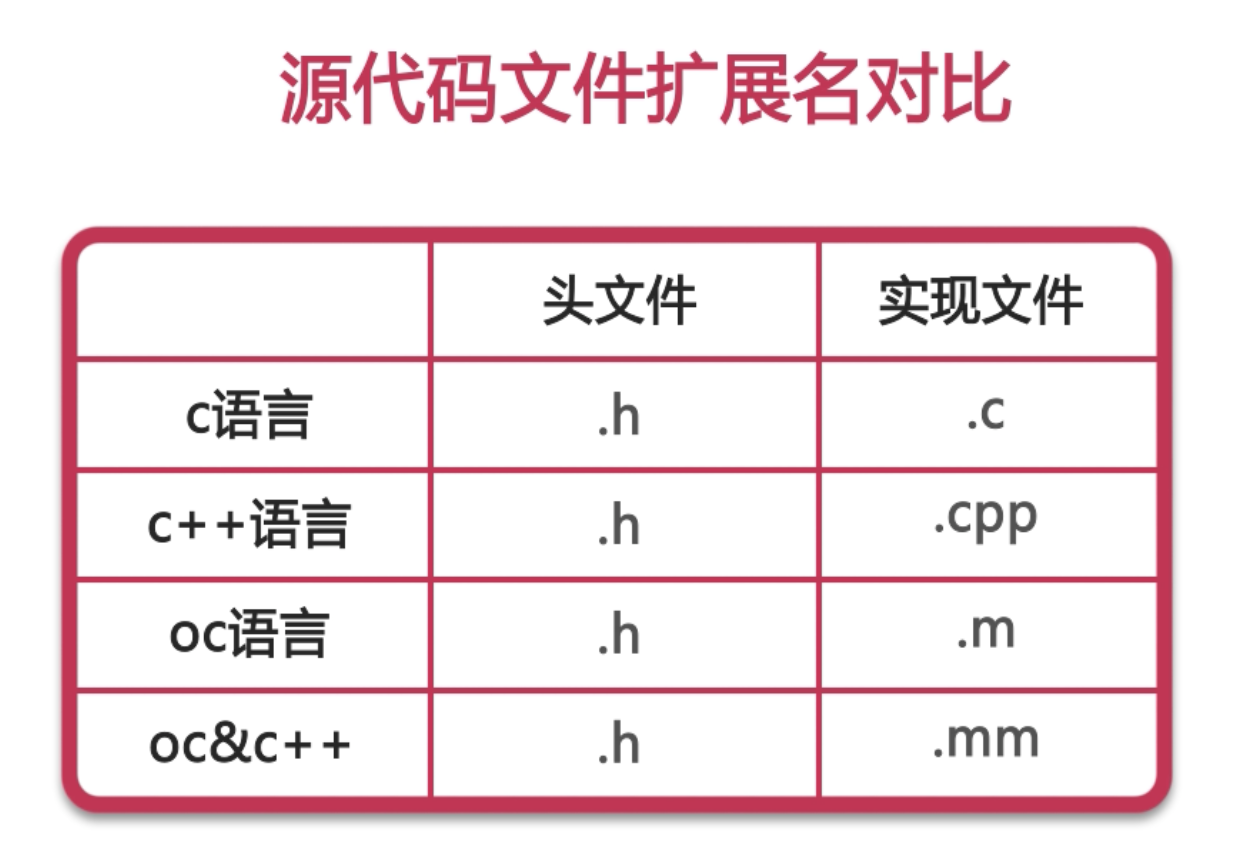 源代码文件扩展名对比
头文件 实现文件
c语言 .h .c
c++语言 .h .cpp
oc语言 .h .m
oc&c++ .h .mm